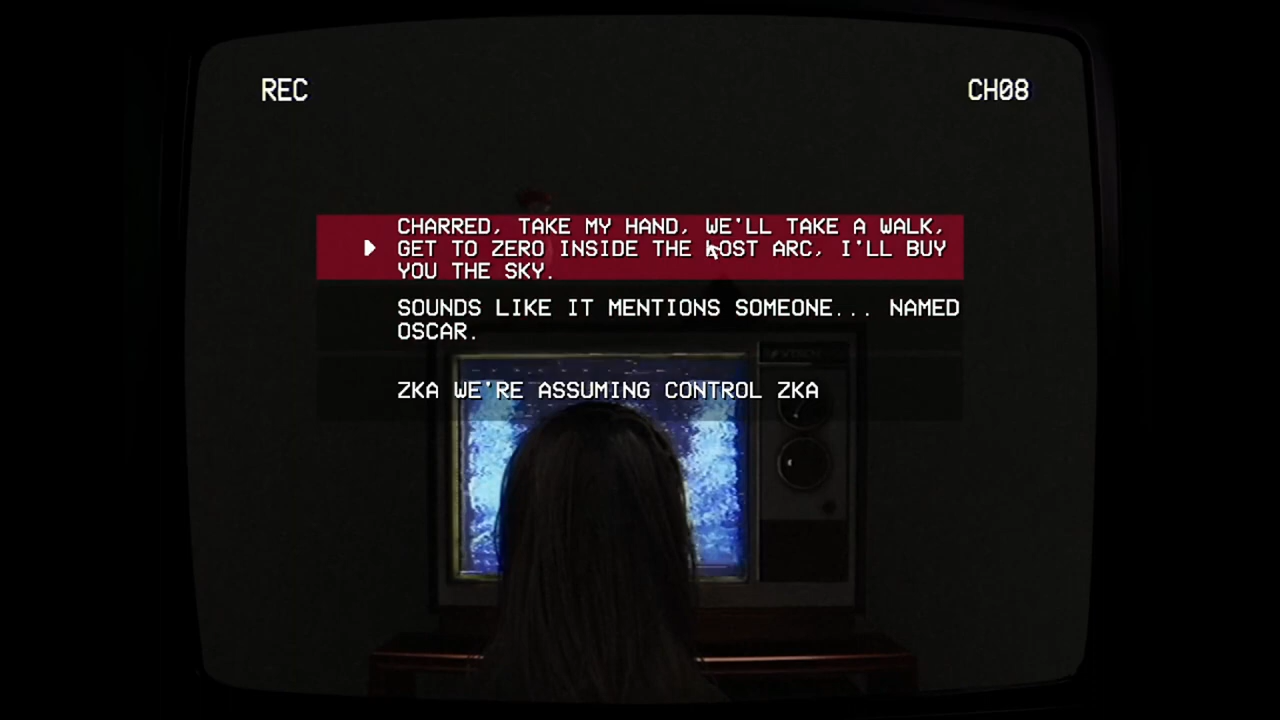 REC
CH08
CHARRED, TAKE MY HAND, WE'LL TAKE A WALK,
GET TO ZERO INSIDE THE LOST ARC, I'LL BUY
YOU THE SKY.
SOUNDS LIKE IT MENTIONS SOMEONE... NAMED
OSCAR.
ZKA WE'RE ASSUMING CONTROL ZKA